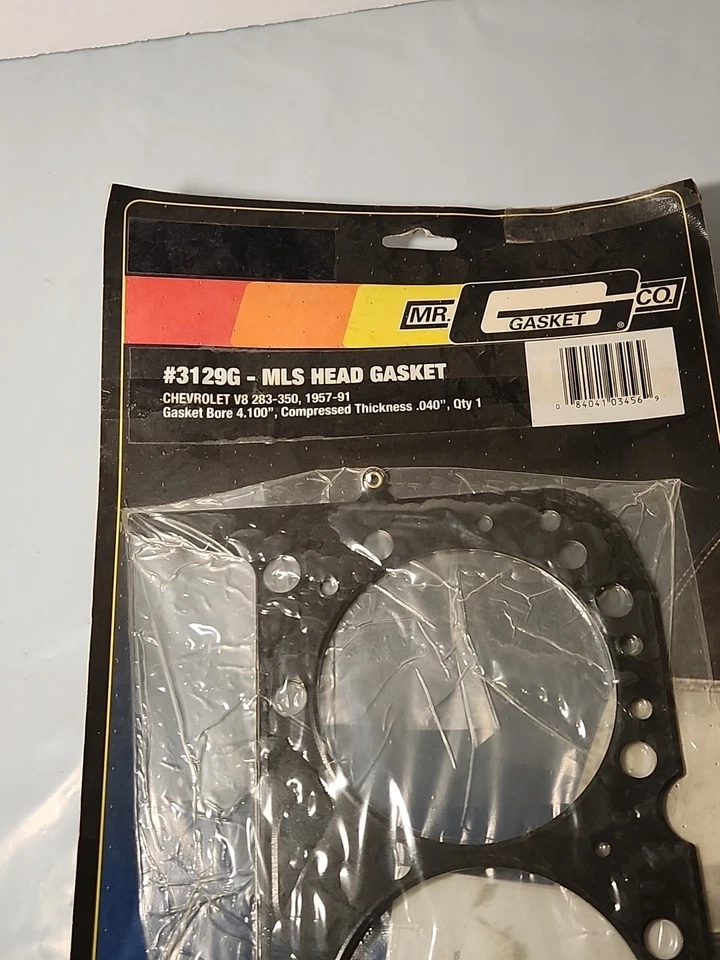 MR. GASKET ® CO.
#3129G - MLS HEAD GASKET
CHEVROLET V8 283-350, 1957-91
Gasket Bore 4.100", Compressed Thickness .040", Qty 1
0 84041 03456 9